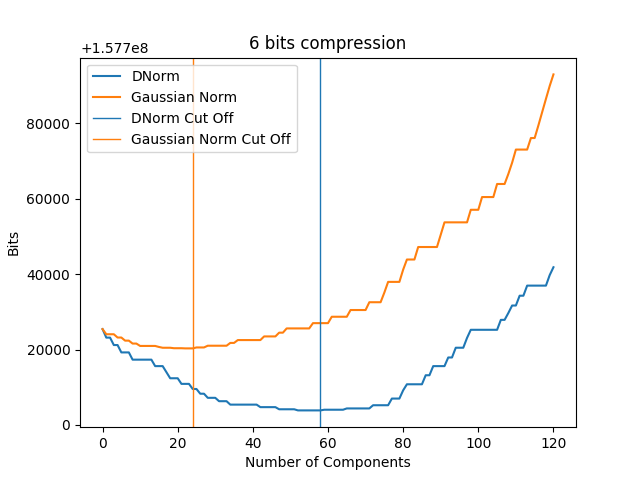 6 bits compression
+1.577e8
DNorm
Gaussian Norm
DNorm Cut Off
Gaussian Norm Cut Off
80000
60000
40000
20000
0
Bits
0 20 40 60 80 100 120
Number of Components